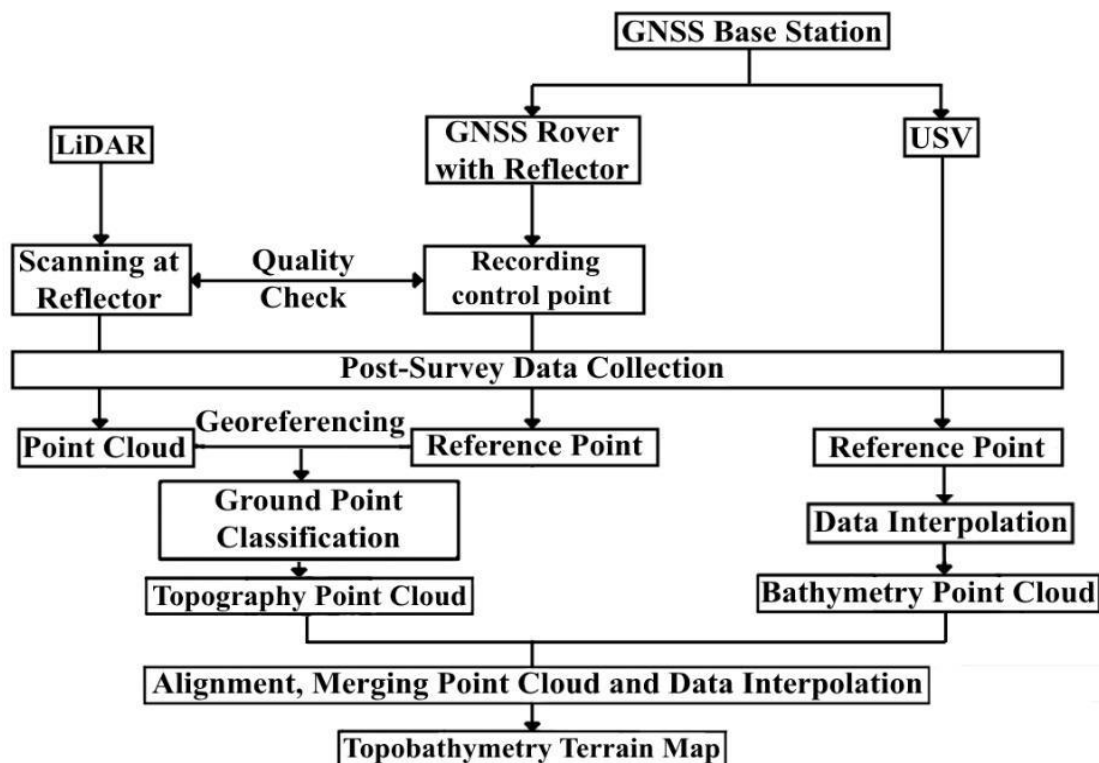 GNSS Base Station
LiDAR
GNSS Rover
with Reflector
USV
Scanning at
Reflector
Quality
Check
Recording
control point
Post-Survey Data Collection
Georeferencing
Point Cloud
Reference Point
Reference Point
Ground Point
Classification
Data Interpolation
Topography Point Cloud
Bathymetry Point Cloud
Alignment, Merging Point Cloud and Data Interpolation
Topobathymetry Terrain Map